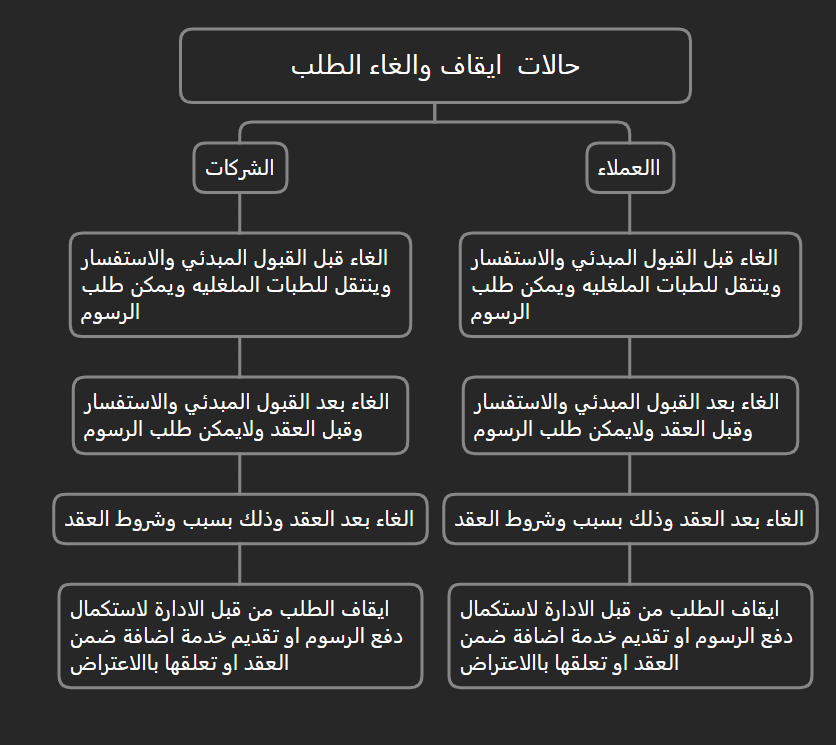 حالات  ايقاف والغاء الطلب
االعملاء
الغاء قبل القبول المبدئي والاستفسار
وينتقل للطبات الملغليه ويمكن طلب
الرسوم
الغاء بعد القبول المبدئي والاستفسار
وقبل العقد ولايمكن طلب الرسوم
الغاء بعد العقد وذلك بسبب وشروط العقد
ايقاف الطلب من قبل الادارة لاستكمال
دفع الرسوم او تقديم خدمة اضافة ضمن
العقد او تعلقها باالاعتراض
الشركات
الغاء قبل القبول المبدئي والاستفسار
وينتقل للطبات الملغليه ويمكن طلب
الرسوم
الغاء بعد القبول المبدئي والاستفسار
وقبل العقد ولايمكن طلب الرسوم
الغاء بعد العقد وذلك بسبب وشروط العقد
ايقاف الطلب من قبل الادارة لاستكمال
دفع الرسوم او تقديم خدمة اضافة ضمن
العقد او تعلقها باالاعتراض